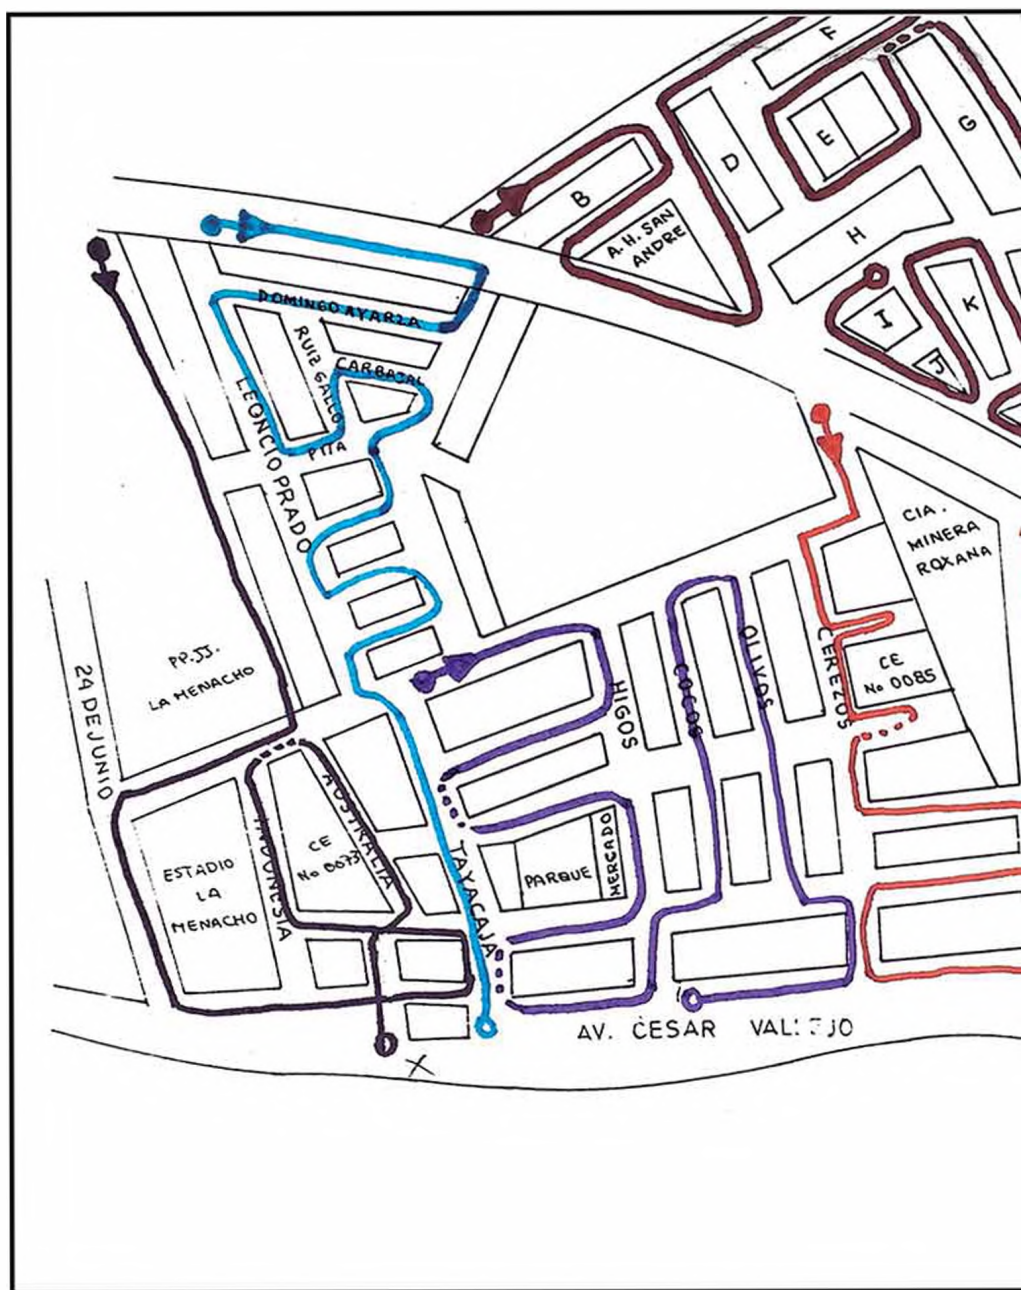 F
E
G
D
B
A.H. SAN
ANDRE
H
I
K
J
DOMINGO AYARZA
RUIZ GALLO
CARBAJAL
LEONCIO PRADO
PITA
CIA.
MINERA
ROXANA
PP.JJ.
LA MENACHO
24 DE JUNIO
HIGOS
COCOS
OLIVOS
CEREZOS
CE
No 0085
AUSTRALIA
INDONESIA
CE
No 0073
ESTADIO
LA
MENACHO
TAYACAJA
PARQUE
MERCADO
AV. CESAR
X